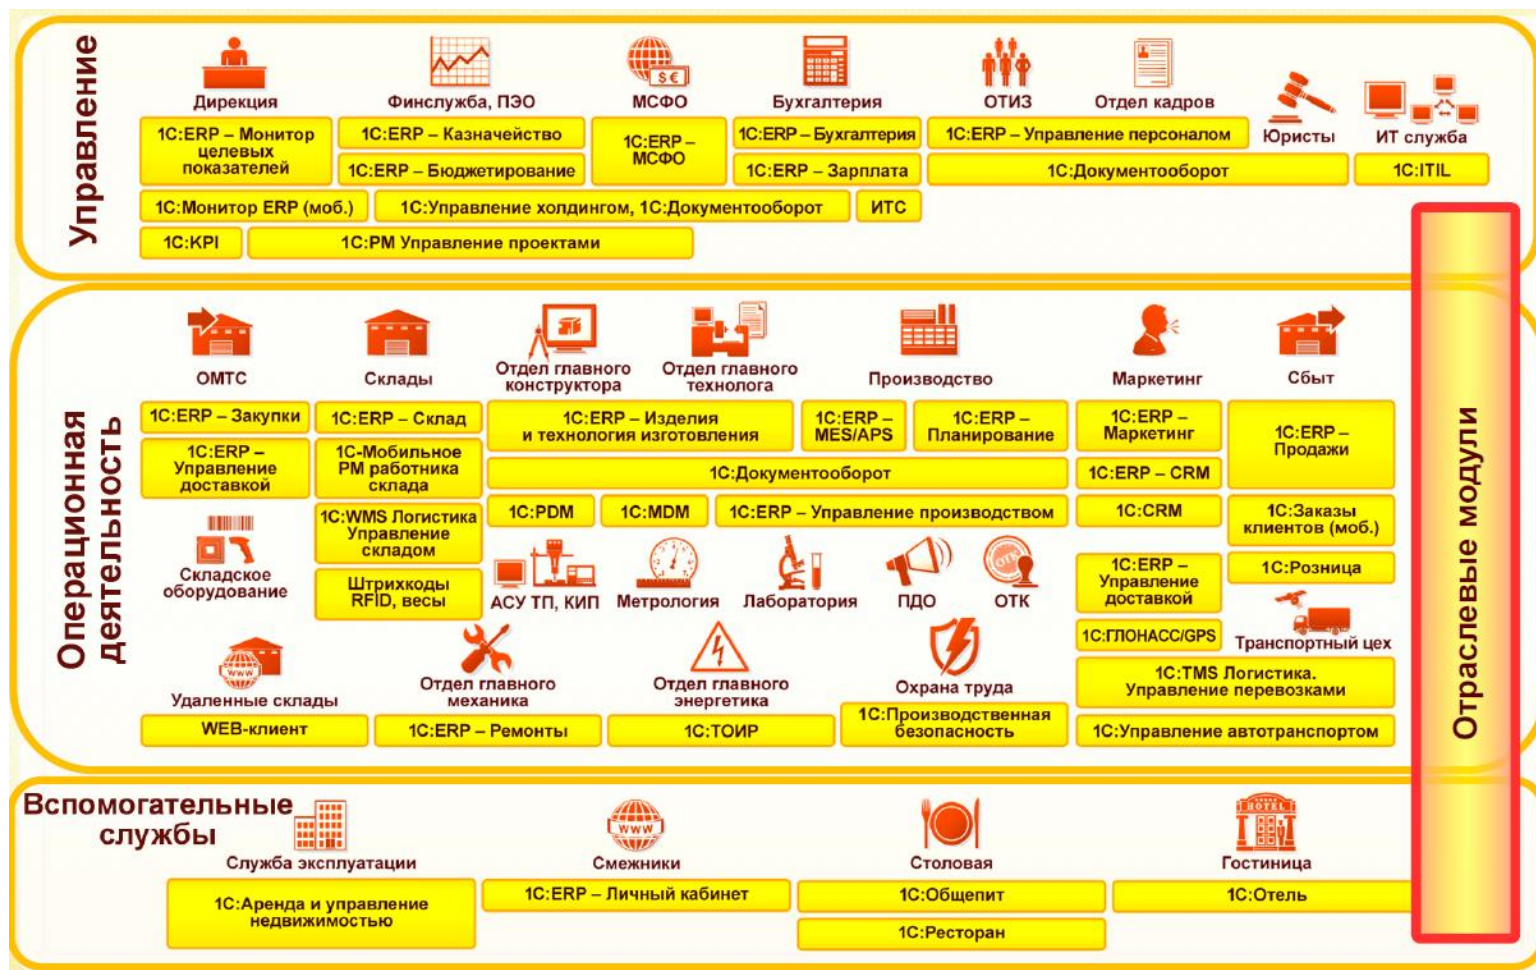 Управление
Дирекция
Финслужба, ПЭО
МСФО
Бухгалтерия
ОТИЗ
Отдел кадров
Юристы
ИТ служба
1С:ERP – Монитор
целевых
показателей
1С:ERP – Казначейство
1С:ERP – Бюджетирование
1С:ERP –
МСФО
1С:ERP – Бухгалтерия
1С:ERP – Зарплата
1С:ERP – Управление персоналом
1С:Документооборот
1С:ITIL
1С:Монитор ERP (моб.)
1С:Управление холдингом, 1С:Документооборот
ИТС
1С:KPI
1С:PM Управление проектами
Операционная
деятельность
ОМТС
Склады
Отдел главного
конструктора
Отдел главного
технолога
Производство
Маркетинг
Сбыт
1С:ERP – Закупки
1С:ERP –
Управление
доставкой
1С:ERP – Склад
1С-Мобильное
РМ работника
склада
1С:WMS Логистика
Управление
складом
Штрихкоды
RFID, весы
1С:ERP – Изделия
и технология изготовления
1С:ERP –
MES/APS
1С:ERP –
Планирование
1С:Документооборот
1С:PDM
1С:MDM
1С:ERP – Управление производством
1С:ERP –
Маркетинг
1С:ERP – CRM
1С:CRM
1С:ERP –
Продажи
1С:Заказы
клиентов (моб.)
1С:ERP –
Управление
доставкой
1С:Розница
Складское
оборудование
АСУ ТП, КИП
Метрология
Лаборатория
ПДО
ОТК
ОТК
1С:ГЛОНАСС/GPS
Транспортный цех
1С:TMS Логистика.
Управление перевозками
1С:Управление автотранспортом
WWW
Удаленные склады
WEB-клиент
Отдел главного
механика
1С:ERP – Ремонты
Отдел главного
энергетика
1С:ТОИР
Охрана труда
1С:Производственная
безопасность
Вспомогательные
службы
Служба эксплуатации
1С:Аренда и управление
недвижимостью
WWW
Смежники
1С:ERP – Личный кабинет
Столовая
1С:Общепит
1С:Ресторан
HOTEL
Гостиница
1С:Отель
Отраслевые модули